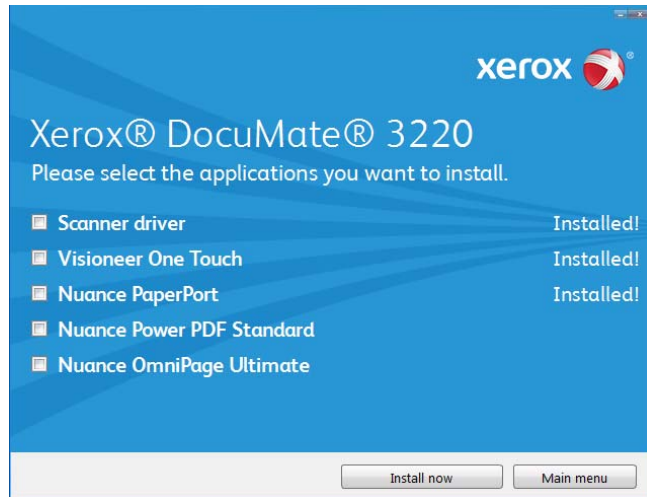 xerox ®
Xerox® DocuMate® 3220
Please select the applications you want to install.
Scanner driver Installed!
Visioneer One Touch Installed!
Nuance PaperPort Installed!
Nuance Power PDF Standard
Nuance OmniPage Ultimate
Install now Main menu